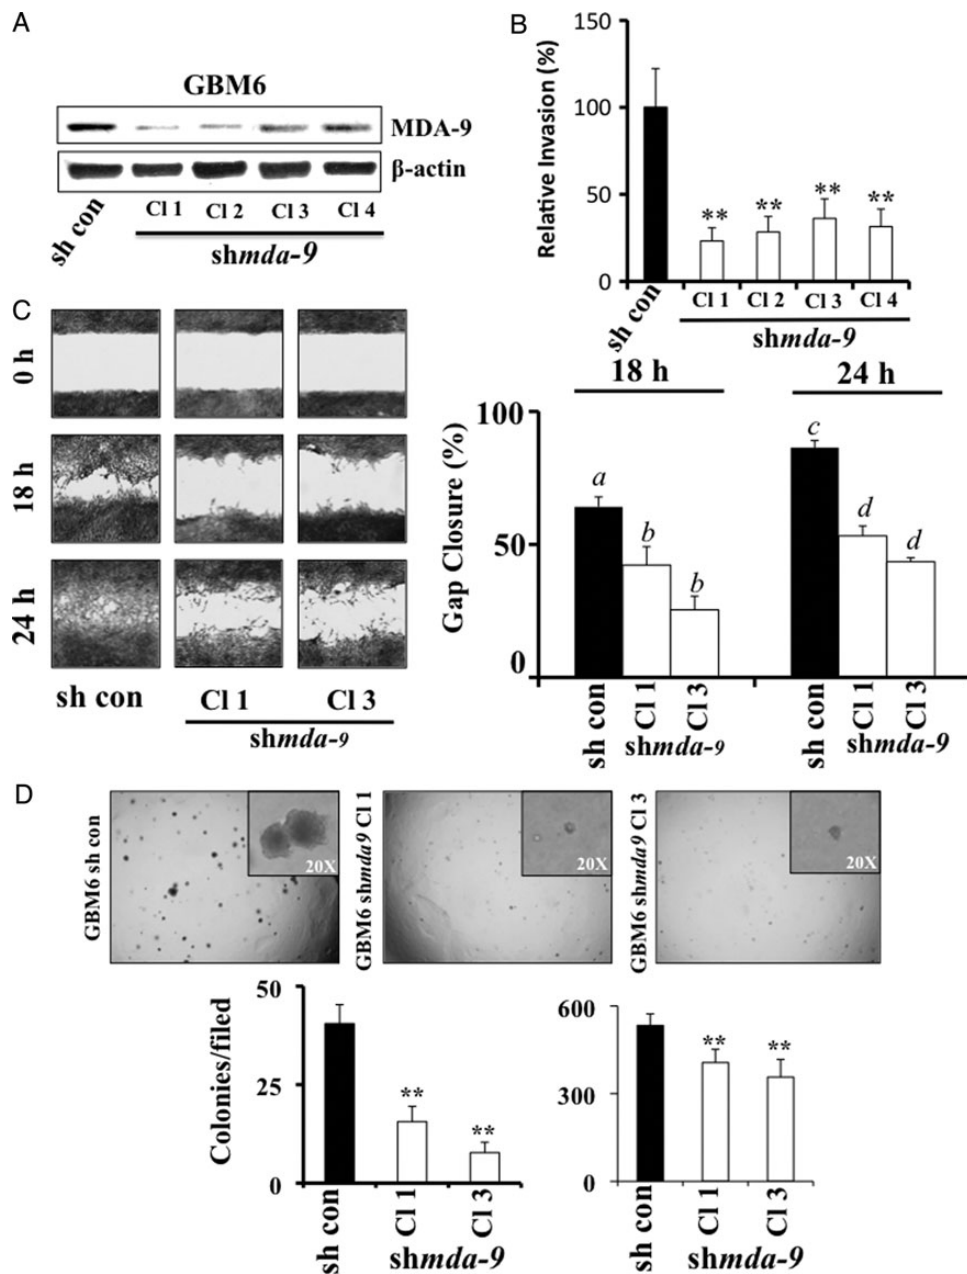 A
GBM6
MDA-9
β-actin
sh con
Cl 1 Cl 2 Cl 3 Cl 4
shmda-9
B
Relative Invasion (%)
150
100
50
0
**
**
**
**
sh con
Cl 1 Cl 2 Cl 3 Cl 4
shmda-9
C
0 h
18 h
24 h
sh con
Cl 1 Cl 3
shmda-9
18 h 24 h
Gap Closure (%)
100
50
0
a
b
b
c
d
d
sh con
Cl 1
Cl 3
shmda-9
sh con
Cl 1
Cl 3
shmda-9
D
GBM6 sh con
20X
GBM6 shmda9 Cl 1
20X
GBM6 shmda9 Cl 3
20X
Colonies/filed
50
25
0
**
**
sh con
Cl 1
Cl 3
shmda-9
600
300
0
**
**
sh con
Cl 1
Cl 3
shmda-9